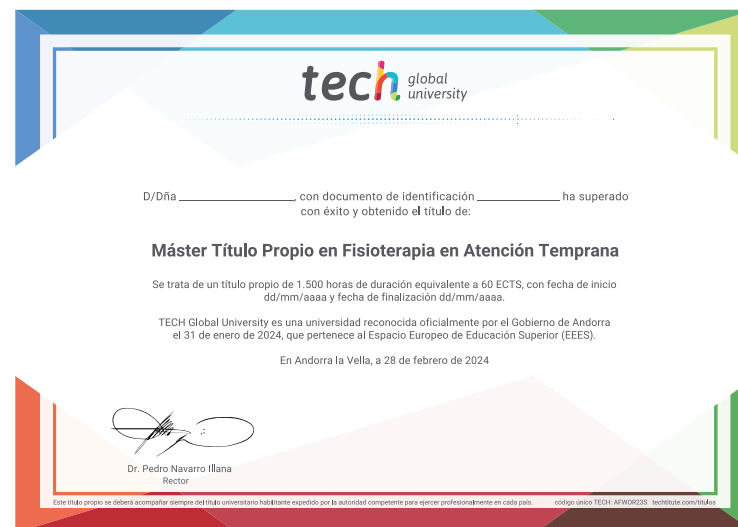 tech global university
D/Dña ____________________, con documento de identificación ______________ ha superado
con éxito y obtenido el título de:
Máster Título Propio en Fisioterapia en Atención Temprana
Se trata de un título propio de 1.500 horas de duración equivalente a 60 ECTS, con fecha de inicio
dd/mm/aaaa y fecha de finalización dd/mm/aaaa.
TECH Global University es una universidad reconocida oficialmente por el Gobierno de Andorra
el 31 de enero de 2024, que pertenece al Espacio Europeo de Educación Superior (EEES).
En Andorra la Vella, a 28 de febrero de 2024
Dr. Pedro Navarro Illana
Rector
Este título propio se deberá acompañar siempre del título universitario habilitante expedido por la autoridad competente para ejercer profesionalmente en cada país. código único TECH: AFWOR23S techtitute.com/titulos